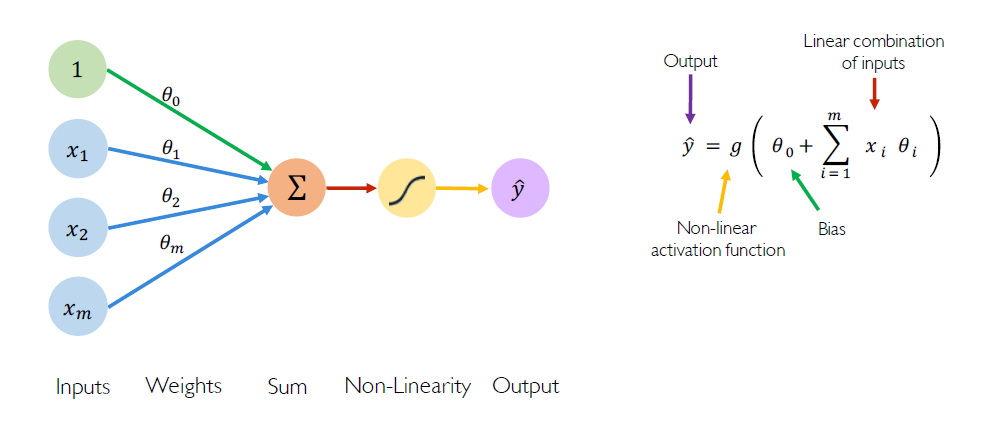 1
θ0
x1
θ1
x2
θ2
xm
θm
Σ
ŷ
Inputs Weights Sum Non-Linearity Output
Linear combination
of inputs
Output
ŷ = g ( θ0 + m∑i=1 xi θi )
Non-linear
activation function
Bias